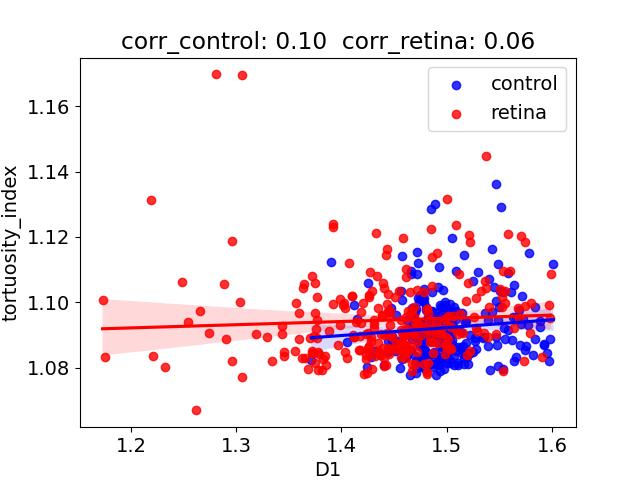 corr_control: 0.10  corr_retina: 0.06
control
retina
1.16
1.14
1.12
1.10
1.08
tortuosity_index
1.2
1.3
1.4
1.5
1.6
D1